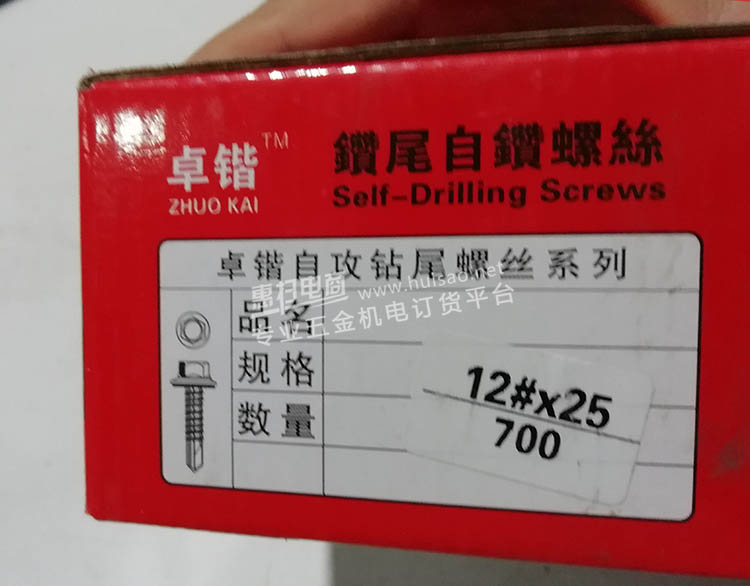 卓锴™
ZHUO KAI
鑽尾自鑽螺絲
Self-Drilling Screws
卓锴自攻钻尾螺丝系列
惠扫电商 www.huisao.net
专业五金机电订货平台
品名
规格
数量
12#x25
700